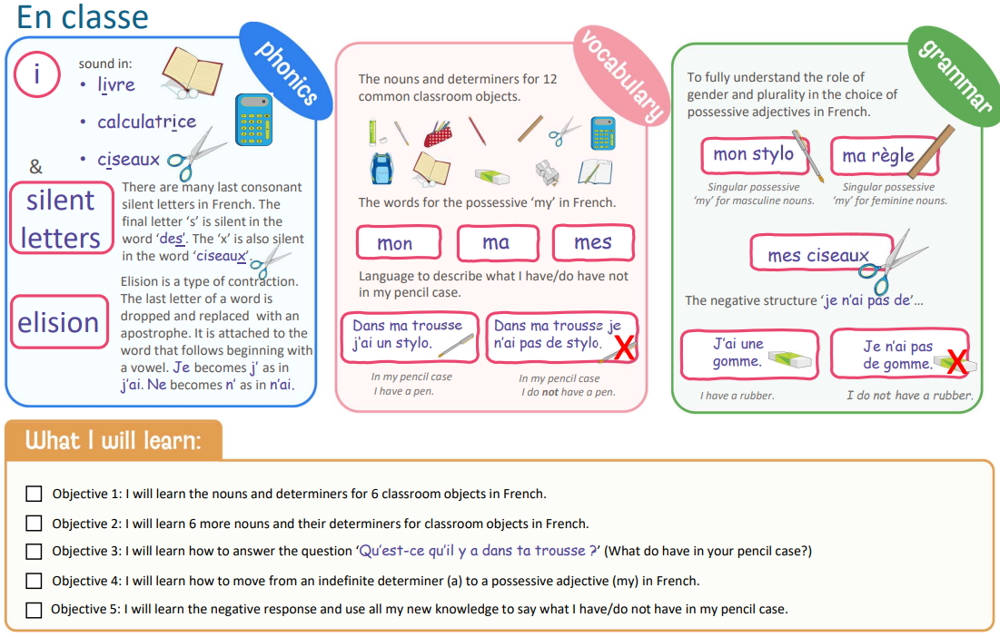 En classe
phonics
i
sound in:
• livre
• calculatrice
• ciseaux
&
silent
letters
There are many last consonant
silent letters in French. The
final letter ‘s’ is silent in the
word ‘des’. The ‘x’ is also silent
in the word ‘ciseaux’.
elision
Elision is a type of contraction.
The last letter of a word is
dropped and replaced with an
apostrophe. It is attached to the
word that follows beginning with
a vowel. Je becomes j’ as in
j’ai. Ne becomes n’ as in n’ai.
vocabulary
The nouns and determiners for 12
common classroom objects.
The words for the possessive ‘my’ in French.
mon
ma
mes
Language to describe what I have/do have not
in my pencil case.
Dans ma trousse
j’ai un stylo.
In my pencil case
I have a pen.
Dans ma trousse je
n’ai pas de stylo.
X
In my pencil case
I do not have a pen.
grammar
To fully understand the role of
gender and plurality in the choice of
possessive adjectives in French.
mon stylo
Singular possessive
‘my’ for masculine nouns.
ma règle
Singular possessive
‘my’ for feminine nouns.
mes ciseaux
The negative structure ‘je n’ai pas de’…
J’ai une
gomme.
I have a rubber.
Je n’ai pas
de gomme.
X
I do not have a rubber.
What I will learn:
Objective 1: I will learn the nouns and determiners for 6 classroom objects in French.
Objective 2: I will learn 6 more nouns and their determiners for classroom objects in French.
Objective 3: I will learn how to answer the question ‘Qu’est-ce qu’il y a dans ta trousse ?’ (What do have in your pencil case?)
Objective 4: I will learn how to move from an indefinite determiner (a) to a possessive adjective (my) in French.
Objective 5: I will learn the negative response and use all my new knowledge to say what I have/do not have in my pencil case.